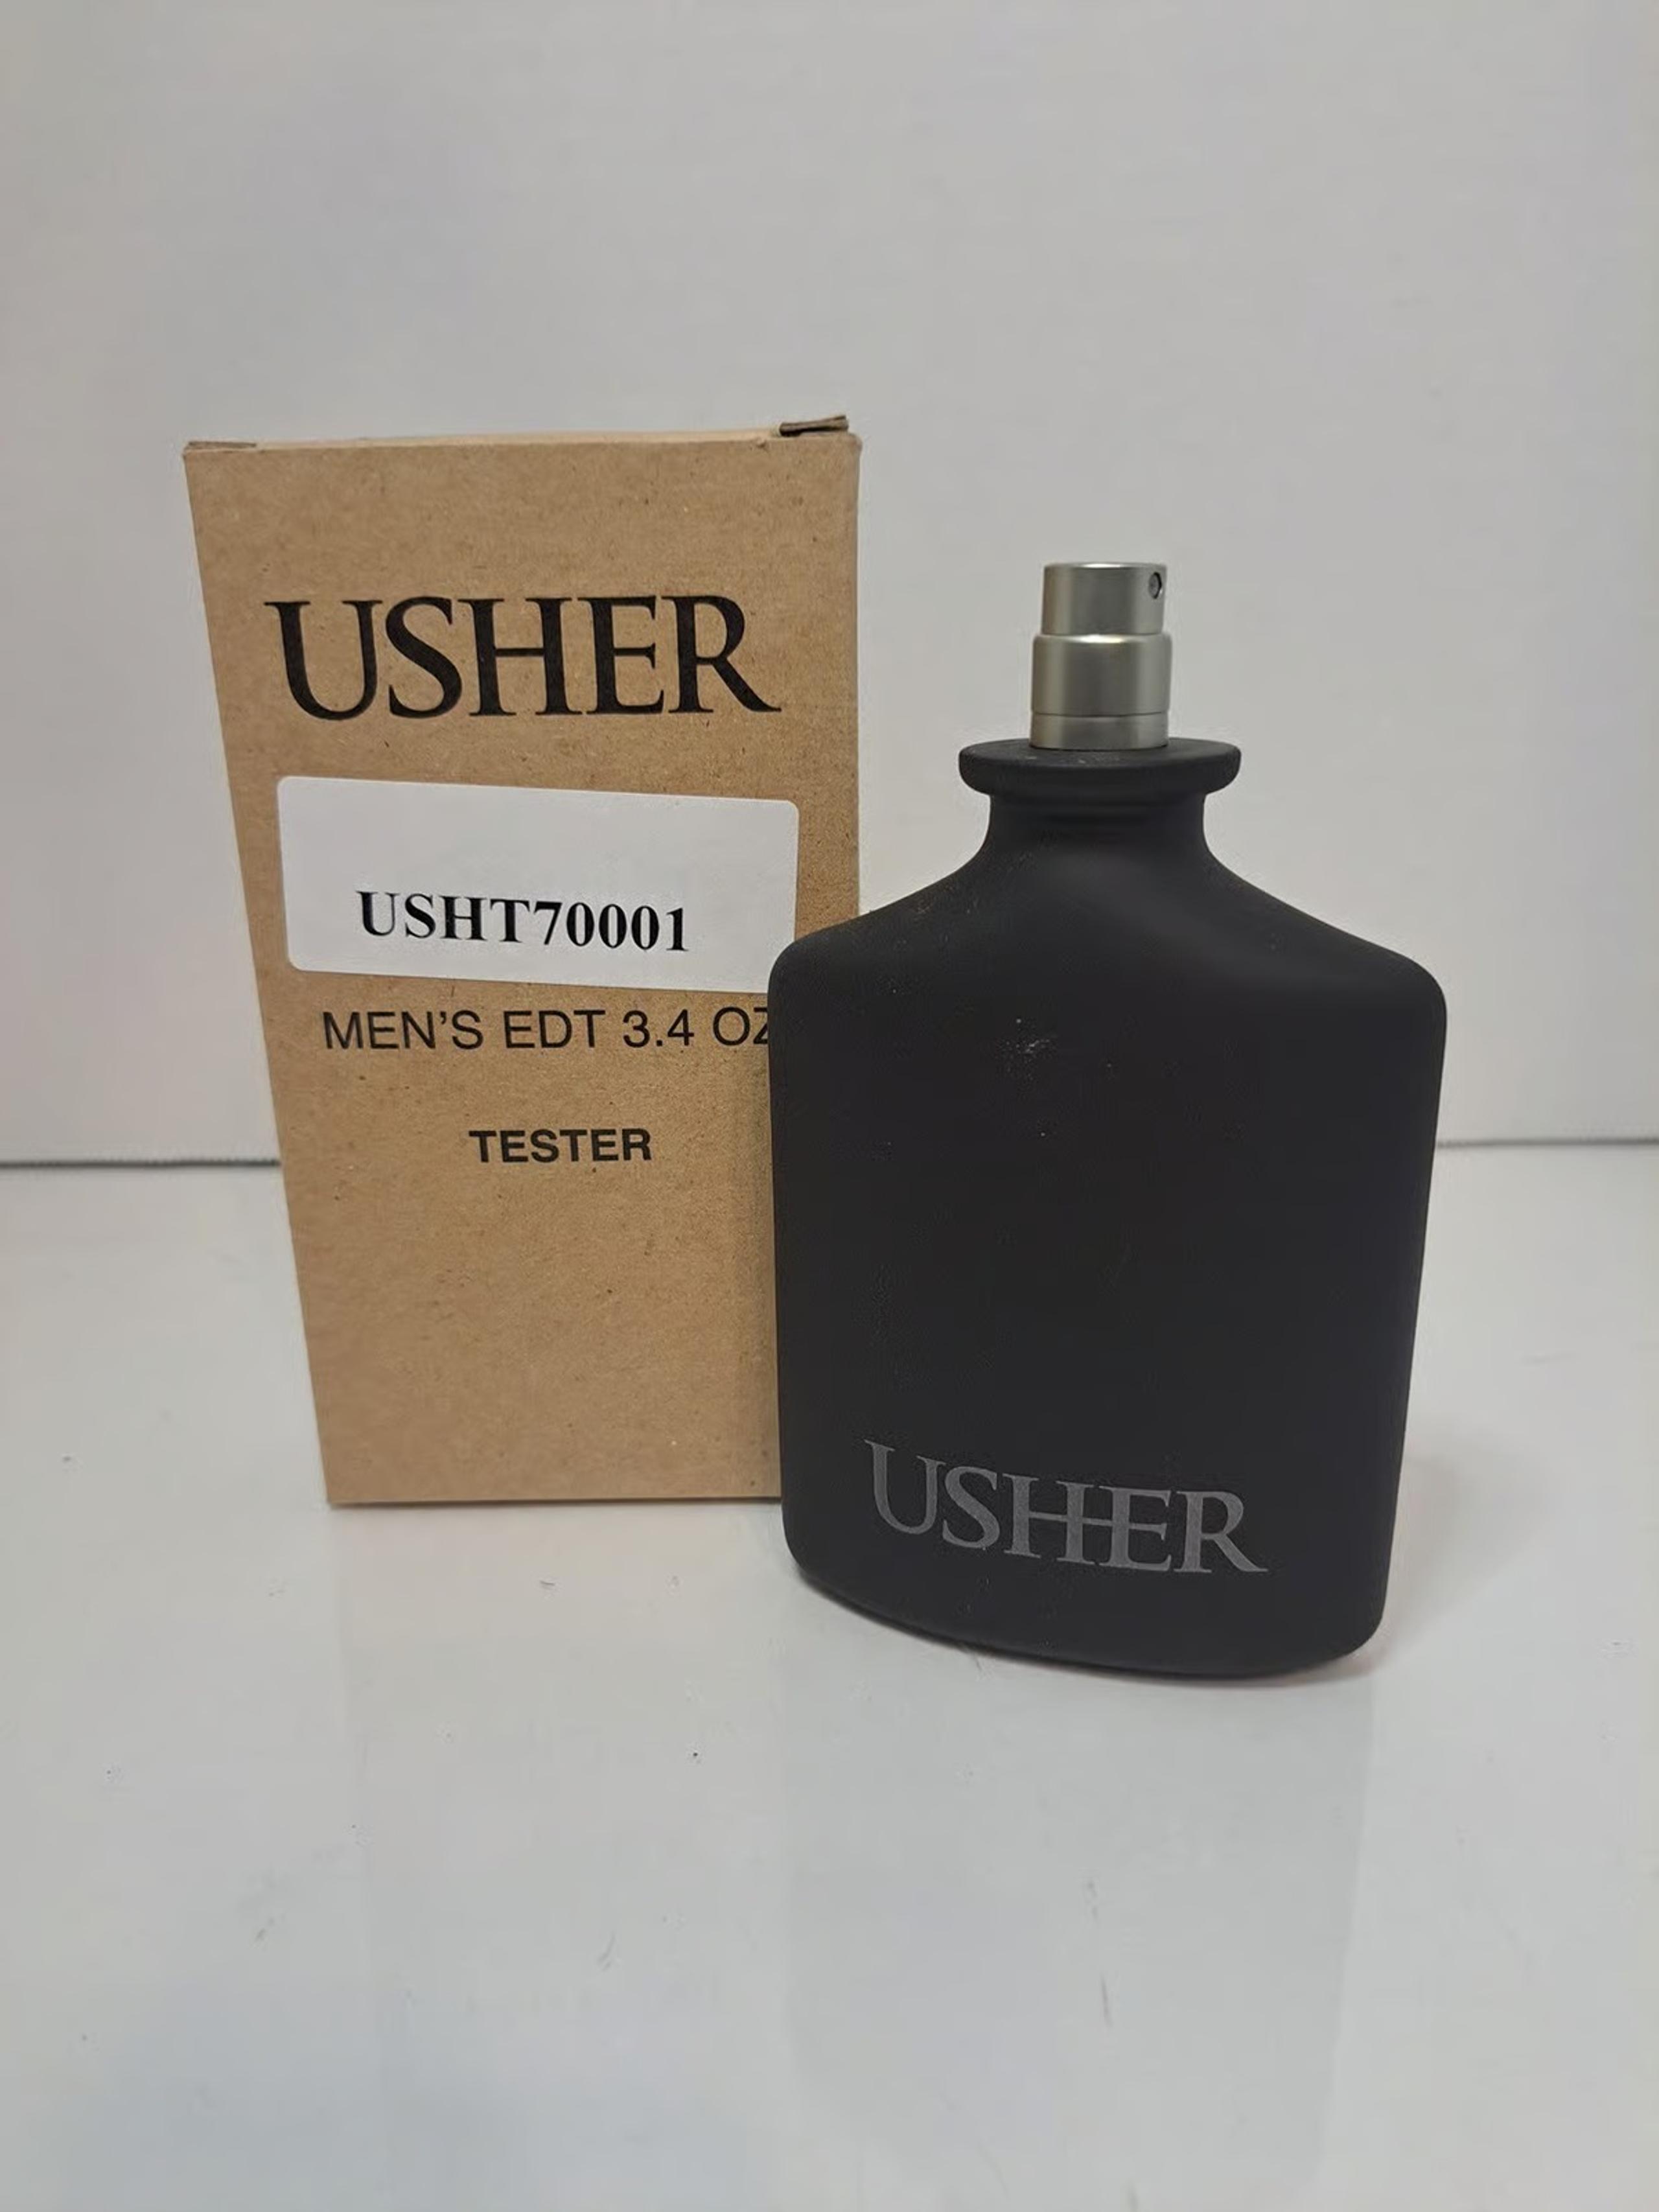 USHER
USHT70001
MEN'S EDT 3.4 OZ
TESTER
USHER